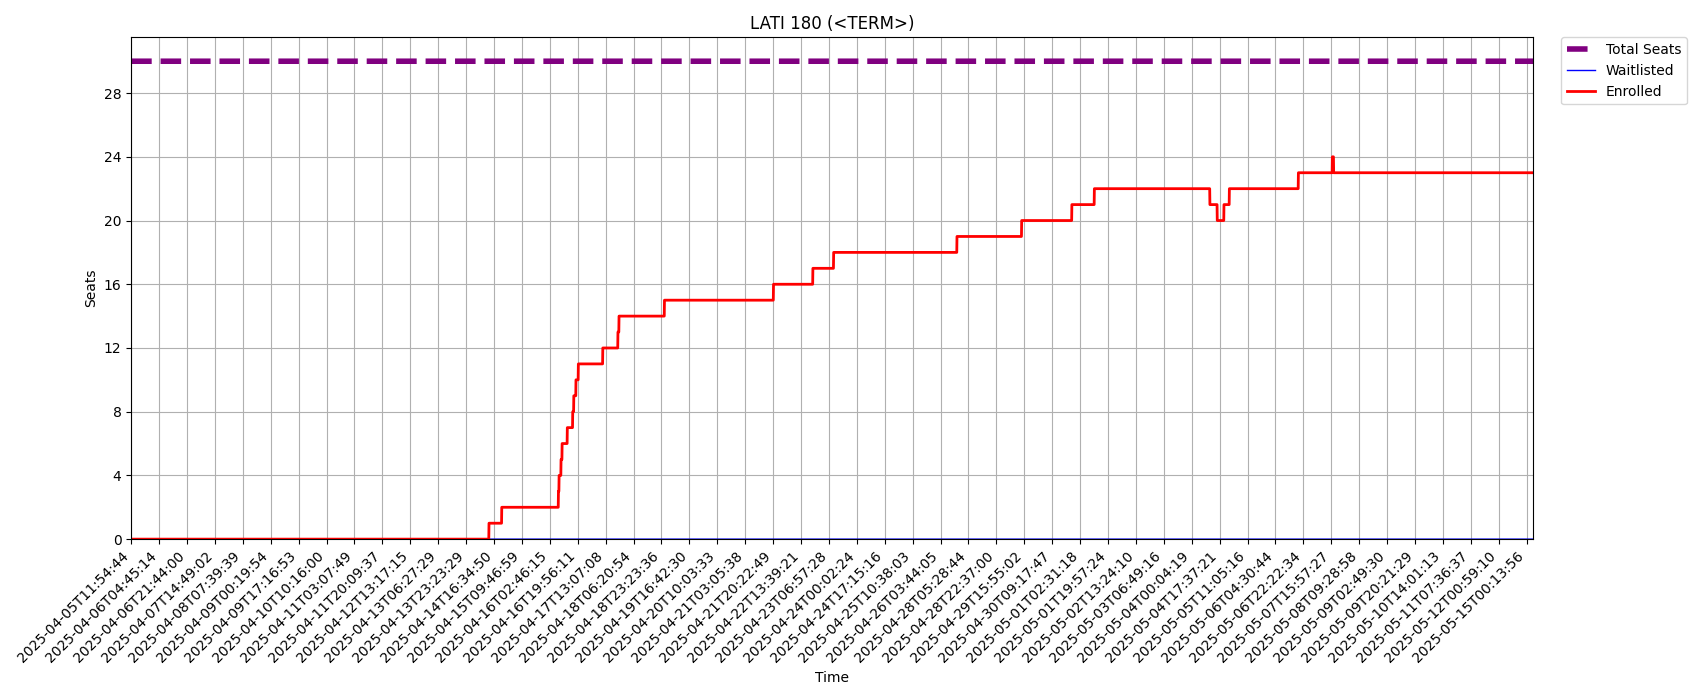 LATI 180 (<TERM>)
Total Seats
Waitlisted
Enrolled
28
24
20
16
12
8
4
0
Seats
2025-04-05T11:54:44
2025-04-06T04:45:14
2025-04-06T21:44:00
2025-04-07T14:49:02
2025-04-08T07:39:39
2025-04-09T00:19:54
2025-04-09T17:16:53
2025-04-10T10:16:00
2025-04-11T03:07:49
2025-04-11T20:09:37
2025-04-12T13:17:15
2025-04-13T06:27:29
2025-04-13T23:23:29
2025-04-14T16:34:50
2025-04-15T09:46:59
2025-04-16T02:46:15
2025-04-16T19:56:11
2025-04-17T13:07:08
2025-04-18T06:20:54
2025-04-18T23:23:36
2025-04-19T16:42:30
2025-04-20T10:03:33
2025-04-21T03:05:38
2025-04-21T20:22:49
2025-04-22T13:39:21
2025-04-23T06:57:28
2025-04-24T00:02:24
2025-04-24T17:15:16
2025-04-25T10:38:03
2025-04-26T03:44:05
2025-04-28T05:28:44
2025-04-28T22:37:00
2025-04-29T15:55:02
2025-04-30T09:17:47
2025-05-01T02:31:18
2025-05-01T19:57:24
2025-05-02T13:24:10
2025-05-03T06:49:16
2025-05-04T00:04:19
2025-05-04T17:37:21
2025-05-05T11:05:16
2025-05-06T04:30:44
2025-05-06T22:22:34
2025-05-07T15:57:27
2025-05-08T09:28:58
2025-05-09T02:49:30
2025-05-09T20:21:29
2025-05-10T14:01:13
2025-05-11T07:36:37
2025-05-12T00:59:10
2025-05-15T00:13:56
Time